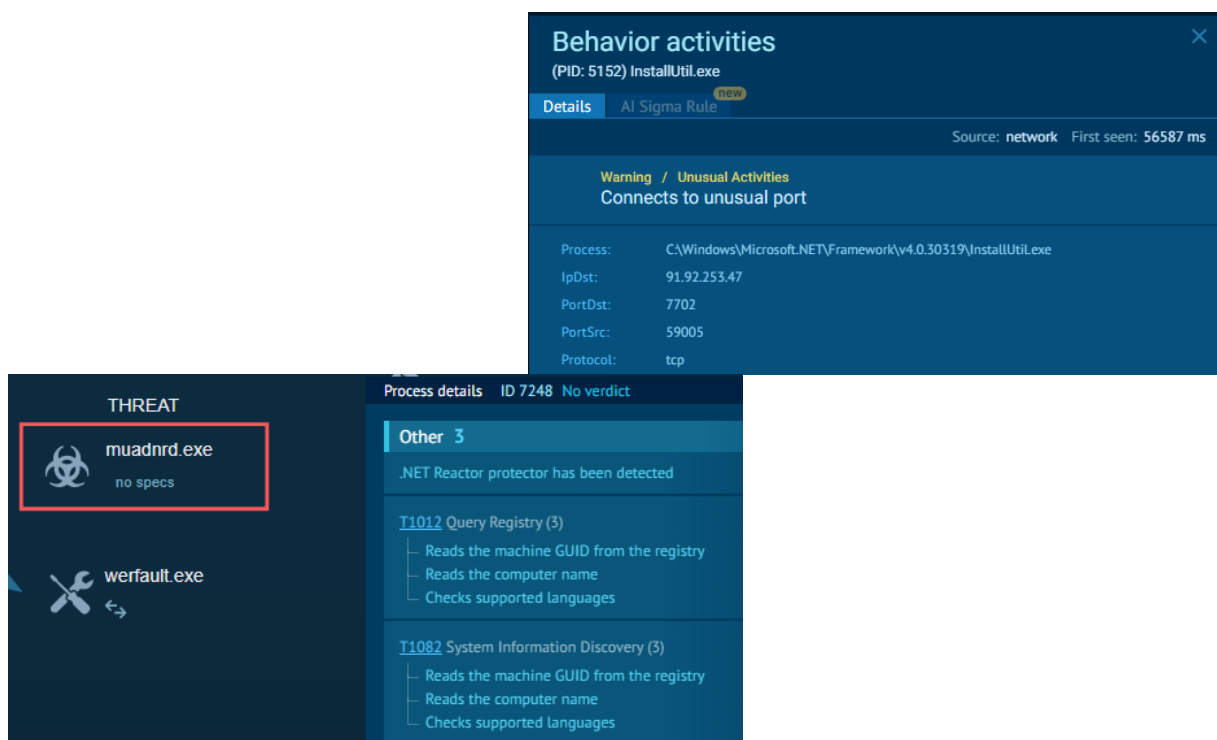 Behavior activities
(PID: 5152) InstallUtil.exe
Details AI Sigma Rule new
Source: network First seen: 56587 ms
Warning / Unusual Activities
Connects to unusual port
Process: C:\Windows\Microsoft.NET\Framework\v4.0.30319\InstallUtil.exe
IpDst: 91.92.253.47
PortDst: 7702
PortSrc: 59005
Protocol: tcp
THREAT
muadnrd.exe
no specs
werfault.exe
Process details ID 7248 No verdict
Other 3
.NET Reactor protector has been detected
T1012 Query Registry (3)
Reads the machine GUID from the registry
Reads the computer name
Checks supported languages
T1082 System Information Discovery (3)
Reads the machine GUID from the registry
Reads the computer name
Checks supported languages